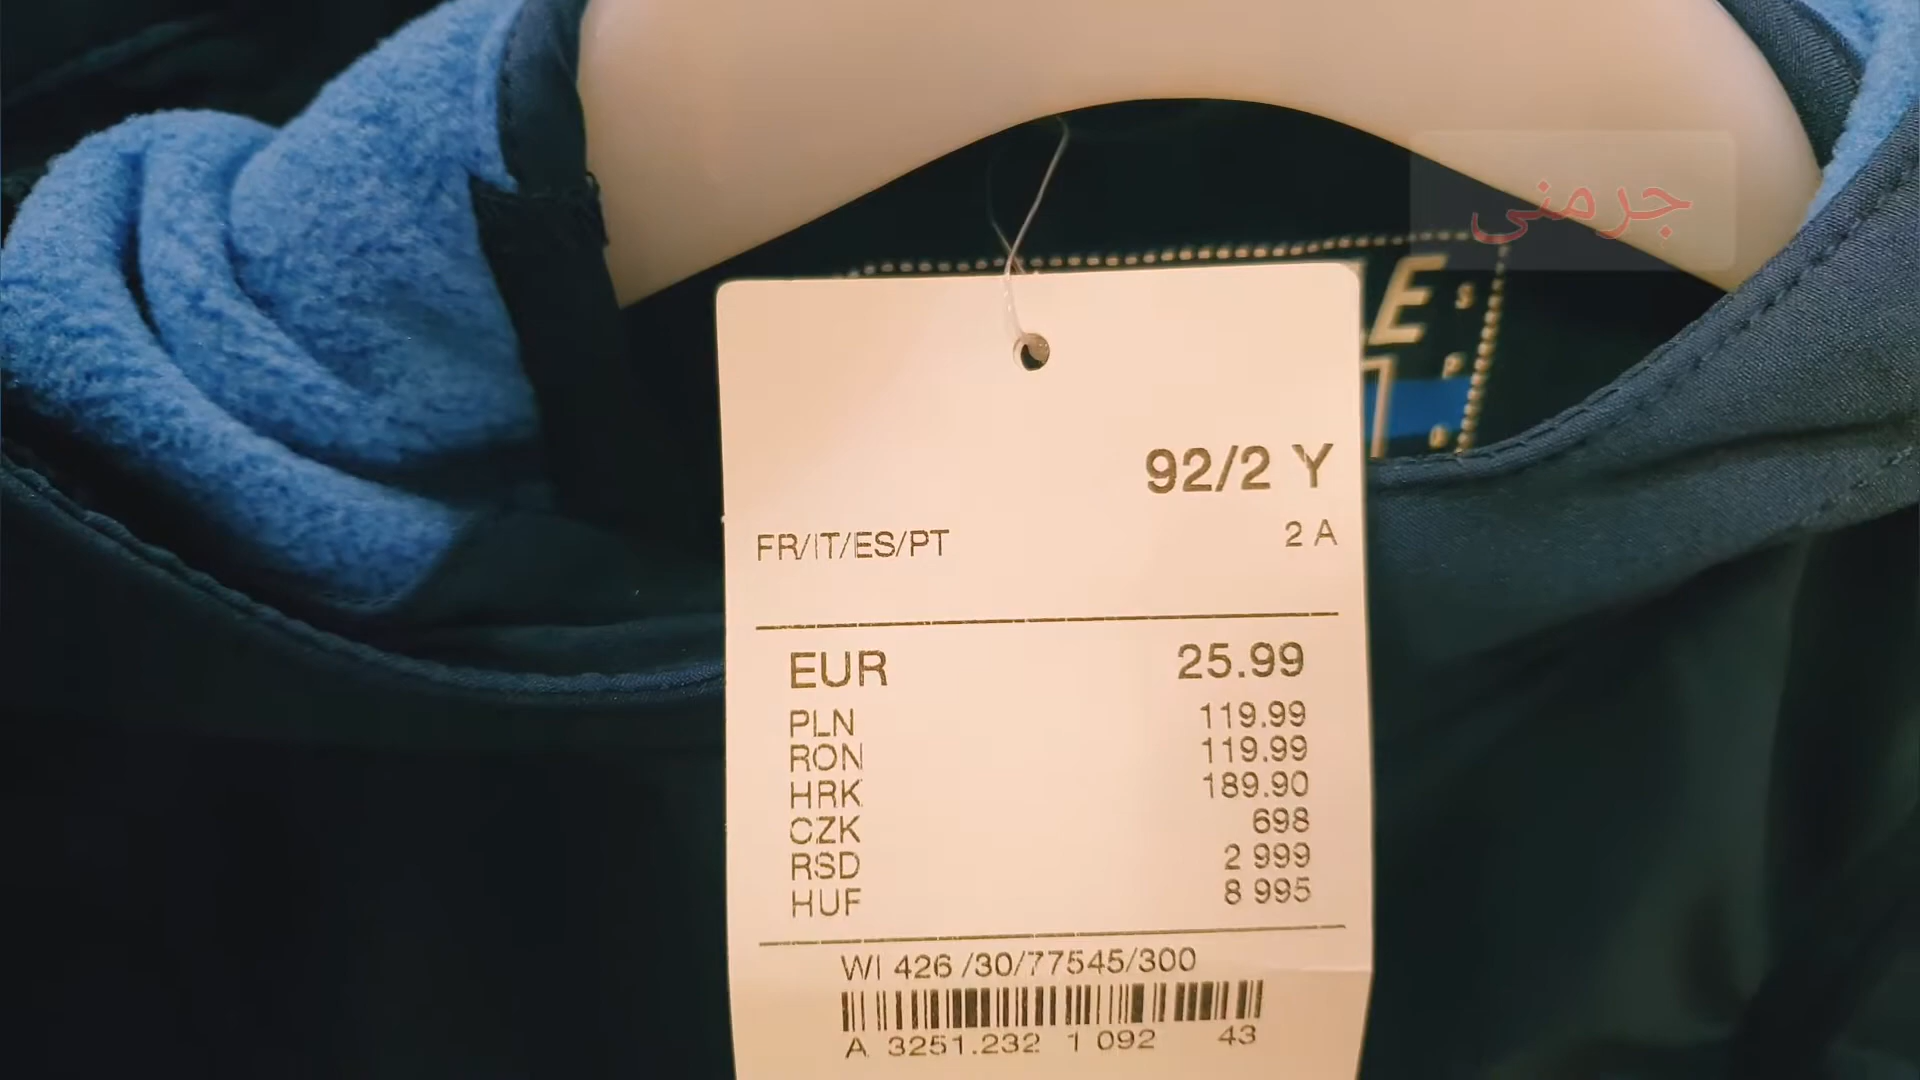 جرمنی
E S
P
O
92/2 Y
FR/IT/ES/PT 2 A
EUR 25.99
PLN 119.99
RON 119.99
HRK 189.90
CZK 698
RSD 2 999
HUF 8 995
WI 426 /30/77545/300
A 3251.232 1 092 43